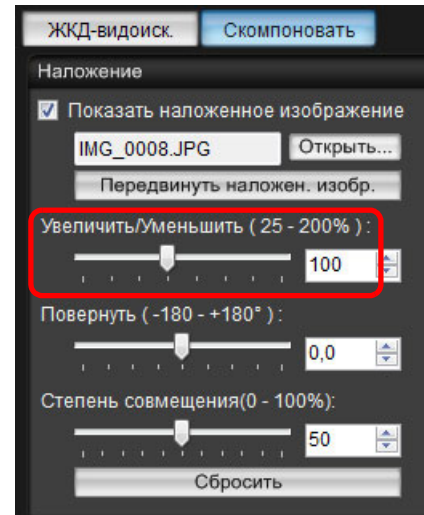 ЖКД-видоиск. Скомпоновать
Наложение
Показать наложенное изображение
IMG_0008.JPG Открыть...
Передвинуть наложен. изобр.
Увеличить/Уменьшить ( 25 - 200% ) :
100
Повернуть ( -180 - +180° ) :
0,0
Степень совмещения(0 - 100%):
50
Сбросить